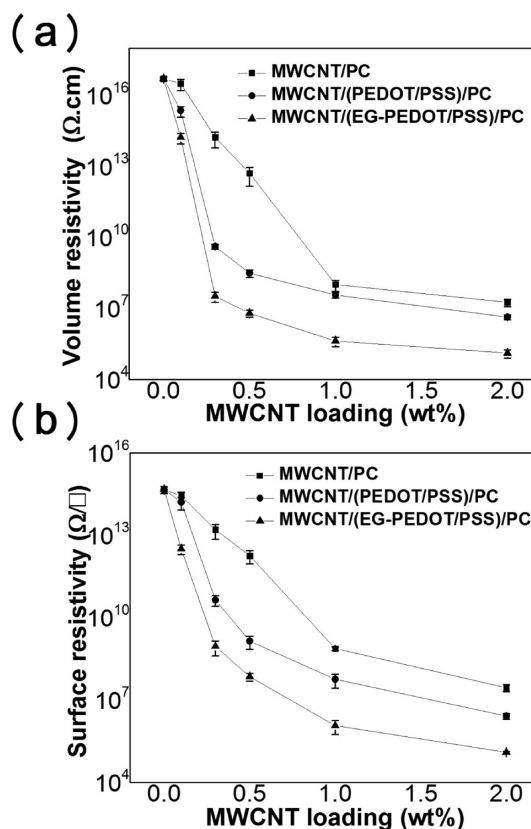 (a)
Volume resistivity (Ω.cm)
10^16
10^13
10^10
10^7
10^4
MWCNT/PC
MWCNT/(PEDOT/PSS)/PC
MWCNT/(EG-PEDOT/PSS)/PC
0.0 0.5 1.0 1.5 2.0
MWCNT loading (wt%)
(b)
Surface resistivity (Ω/□)
10^16
10^13
10^10
10^7
10^4
MWCNT/PC
MWCNT/(PEDOT/PSS)/PC
MWCNT/(EG-PEDOT/PSS)/PC
0.0 0.5 1.0 1.5 2.0
MWCNT loading (wt%)